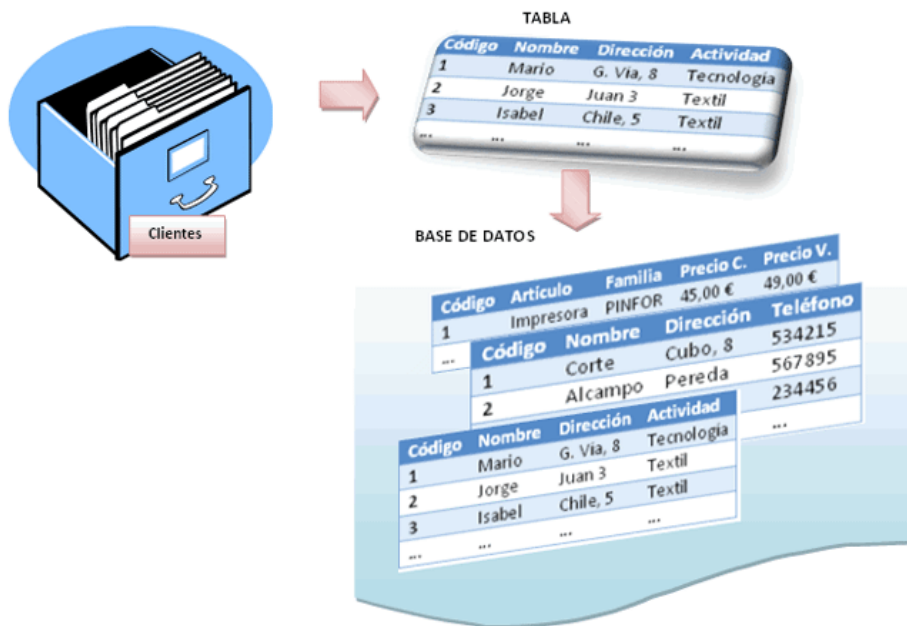 TABLA
Código Nombre Dirección Actividad
1 Mario G. Via, 8 Tecnología
2 Jorge Juan 3 Textil
3 Isabel Chile, 5 Textil
... ... ... ...
Clientes
BASE DE DATOS
Código Artículo Familia Precio C. Precio V.
1 Impresora PINFOR 45,00 € 49,00 €
...
Código Nombre Dirección Teléfono
1 Corte Cubo, 8 534215
2 Alcampo Pereda 567895
234456
...
Código Nombre Dirección Actividad
1 Mario G. Via, 8 Tecnología
2 Jorge Juan 3 Textil
3 Isabel Chile, 5 Textil
... ... ... ...